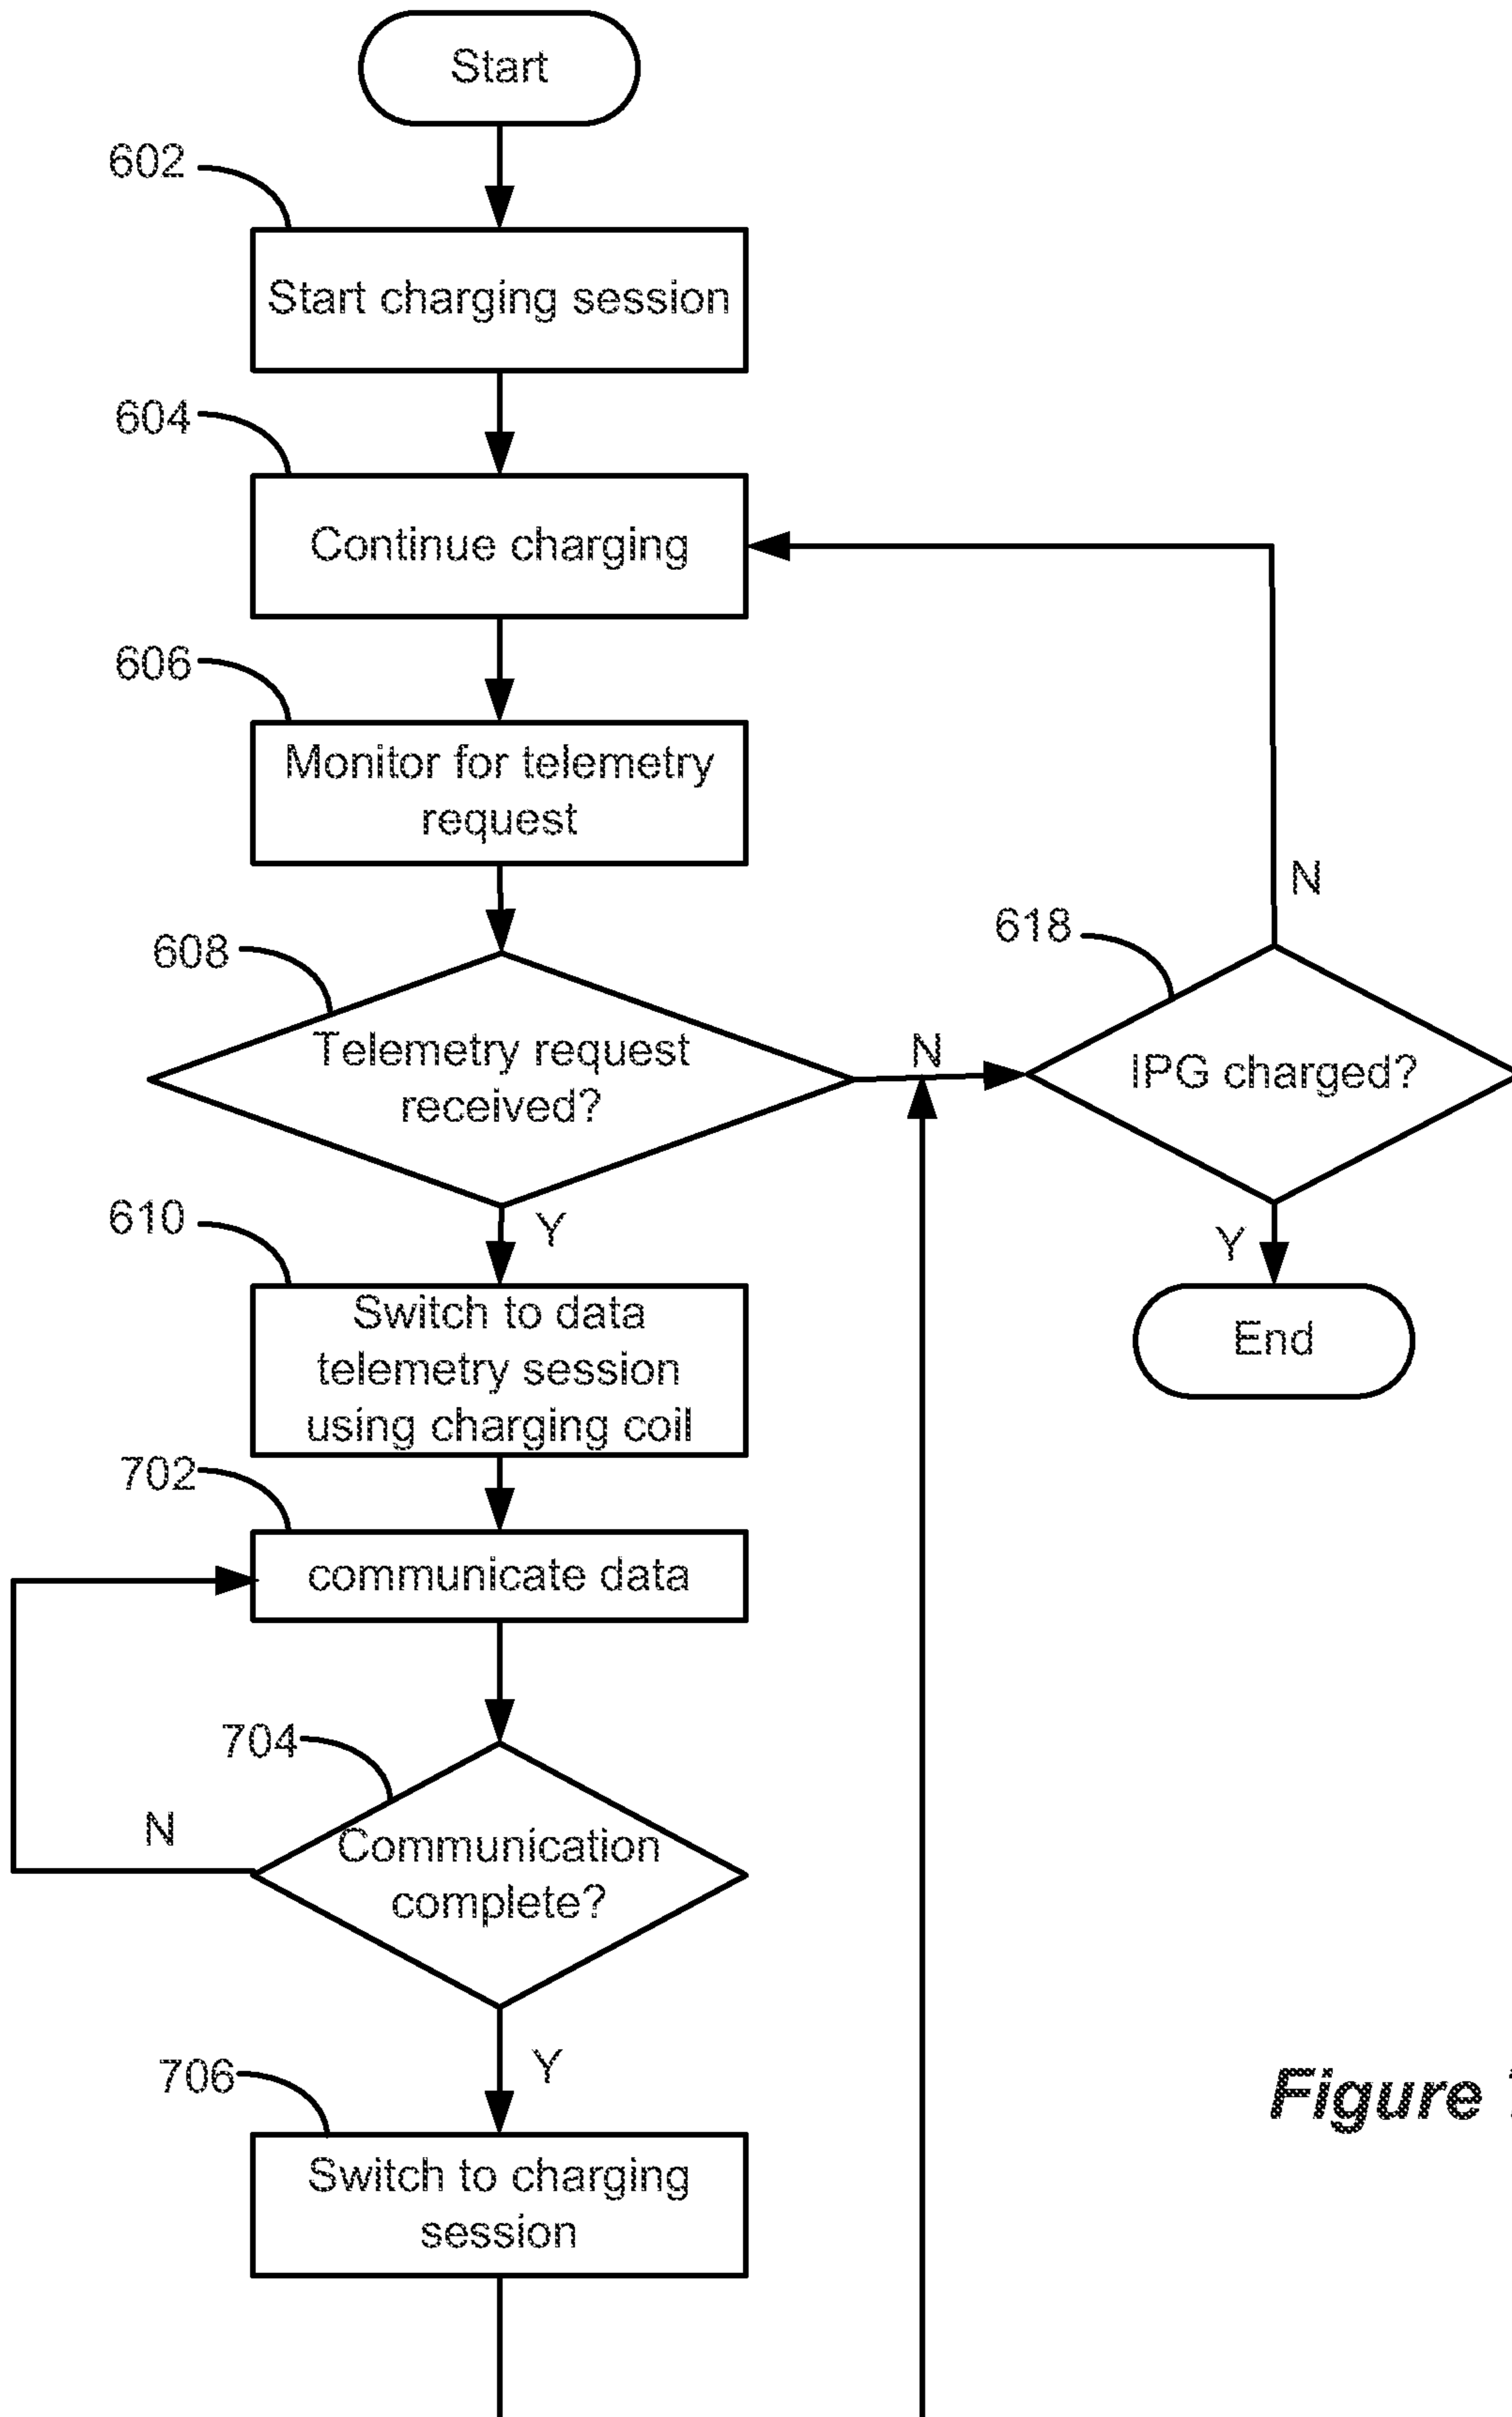 Start
602
Start charging session
604
Continue charging
606
Monitor for telemetry
request
N
618
608
Telemetry request
received?
N
IPG charged?
610
Y
Y
Switch to data
telemetry session
using charging coil
End
702
communicate data
704
N
Communication
complete?
Y
706
Switch to charging
session
Figure